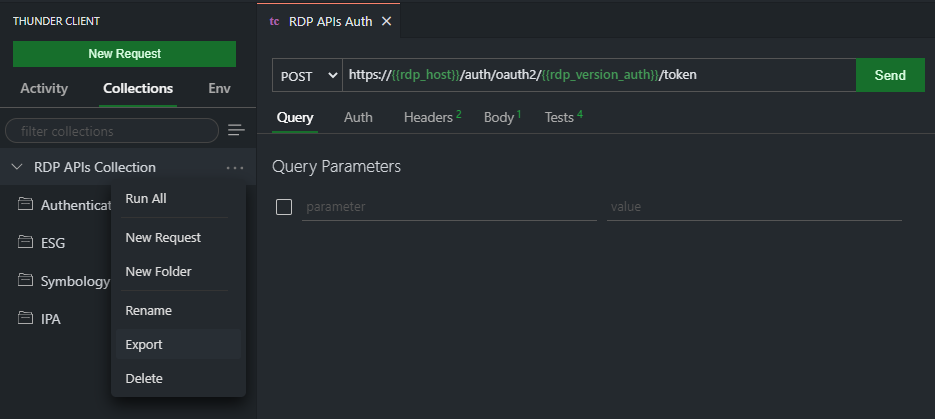 THUNDER CLIENT
New Request
Activity Collections Env
filter collections
RDP APIs Collection ...
Authenticat
ESG
Symbology
IPA
Run All
New Request
New Folder
Rename
Export
Delete
tc RDP APIs Auth
POST https://{{rdp_host}}/auth/oauth2/{{rdp_version_auth}}/token Send
Query Auth Headers 2 Body 1 Tests 4
Query Parameters
parameter value